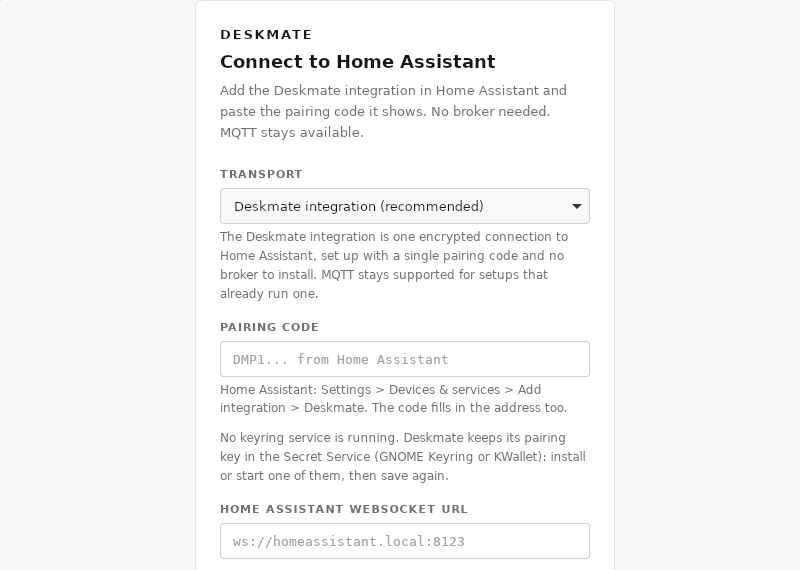 DESKMATE
Connect to Home Assistant
Add the Deskmate integration in Home Assistant and
paste the pairing code it shows. No broker needed.
MQTT stays available.
TRANSPORT
Deskmate integration (recommended)
The Deskmate integration is one encrypted connection to
Home Assistant, set up with a single pairing code and no
broker to install. MQTT stays supported for setups that
already run one.
PAIRING CODE
DMP1... from Home Assistant
Home Assistant: Settings > Devices & services > Add
integration > Deskmate. The code fills in the address too.
No keyring service is running. Deskmate keeps its pairing
key in the Secret Service (GNOME Keyring or KWallet): install
or start one of them, then save again.
HOME ASSISTANT WEBSOCKET URL
ws://homeassistant.local:8123